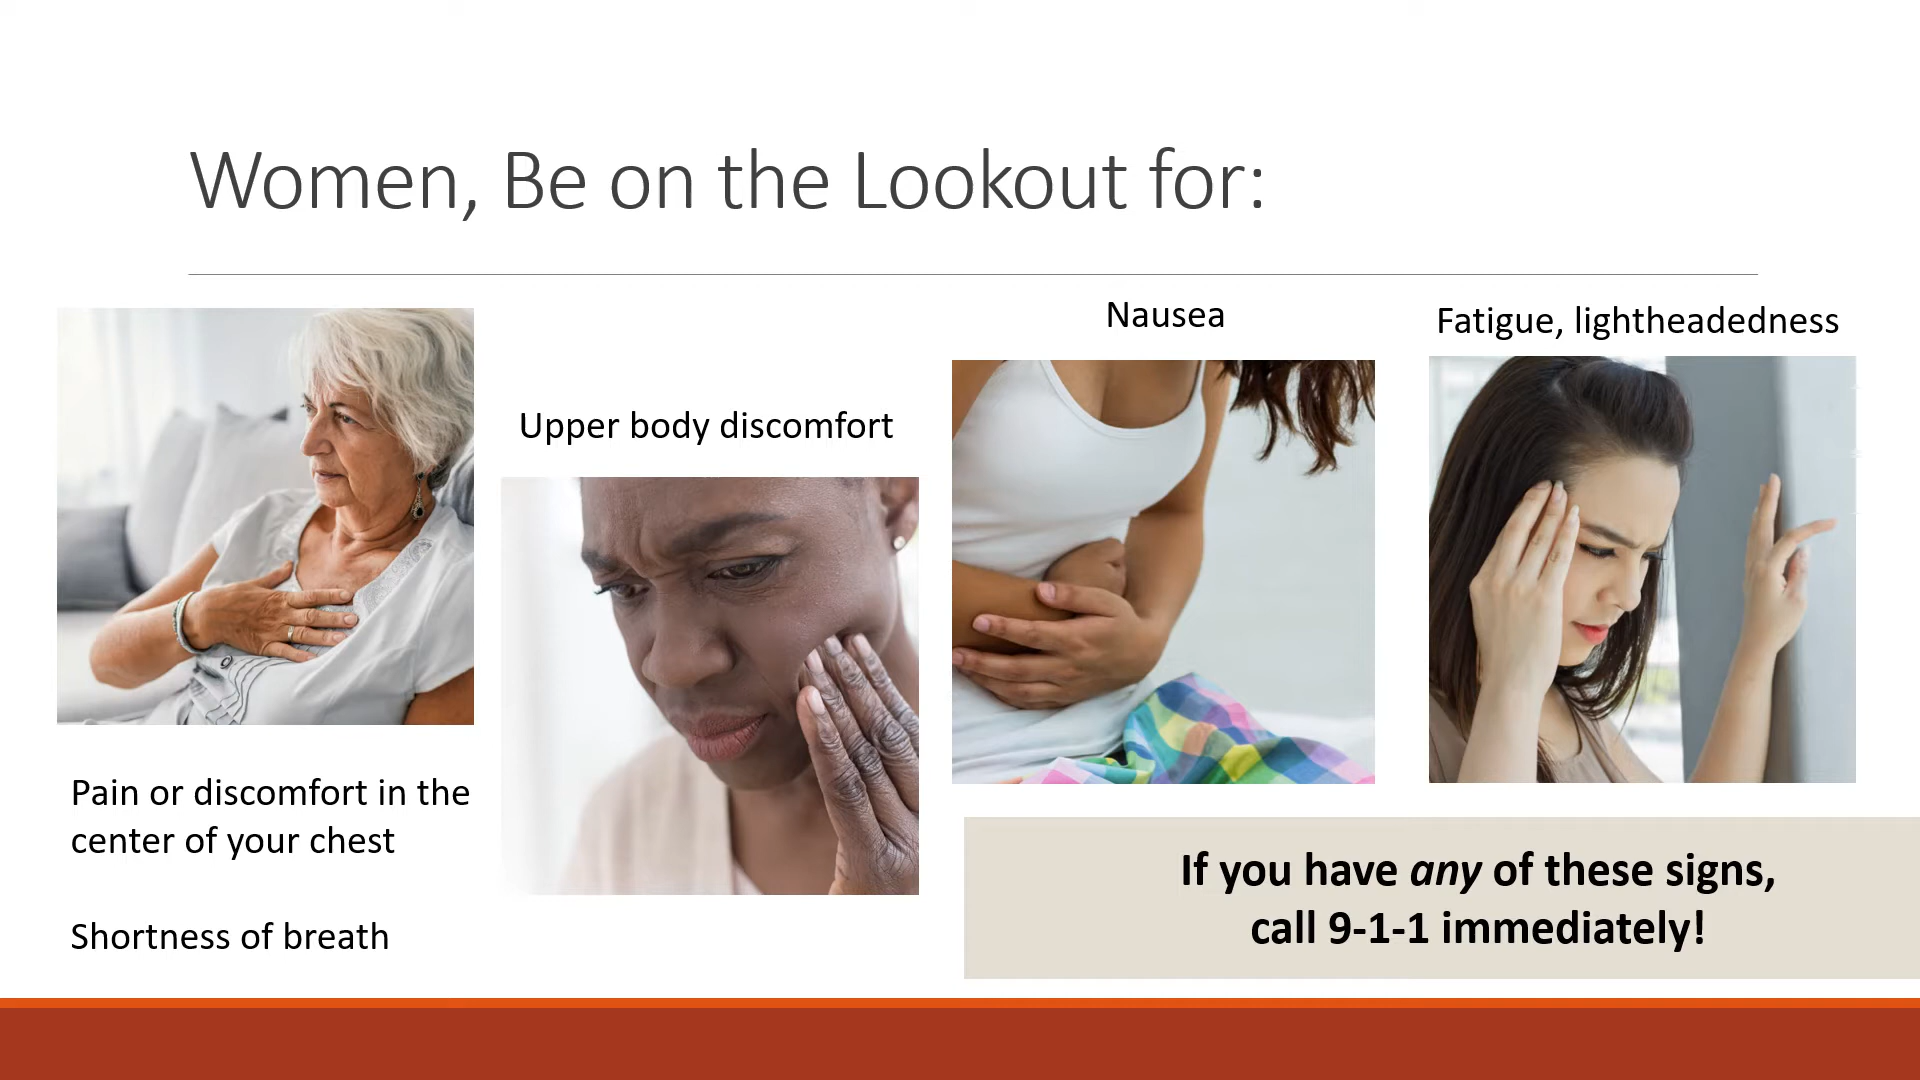 Women, Be on the Lookout for:
Pain or discomfort in the
center of your chest
Shortness of breath
Upper body discomfort
Nausea
Fatigue, lightheadedness
If you have any of these signs,
call 9-1-1 immediately!